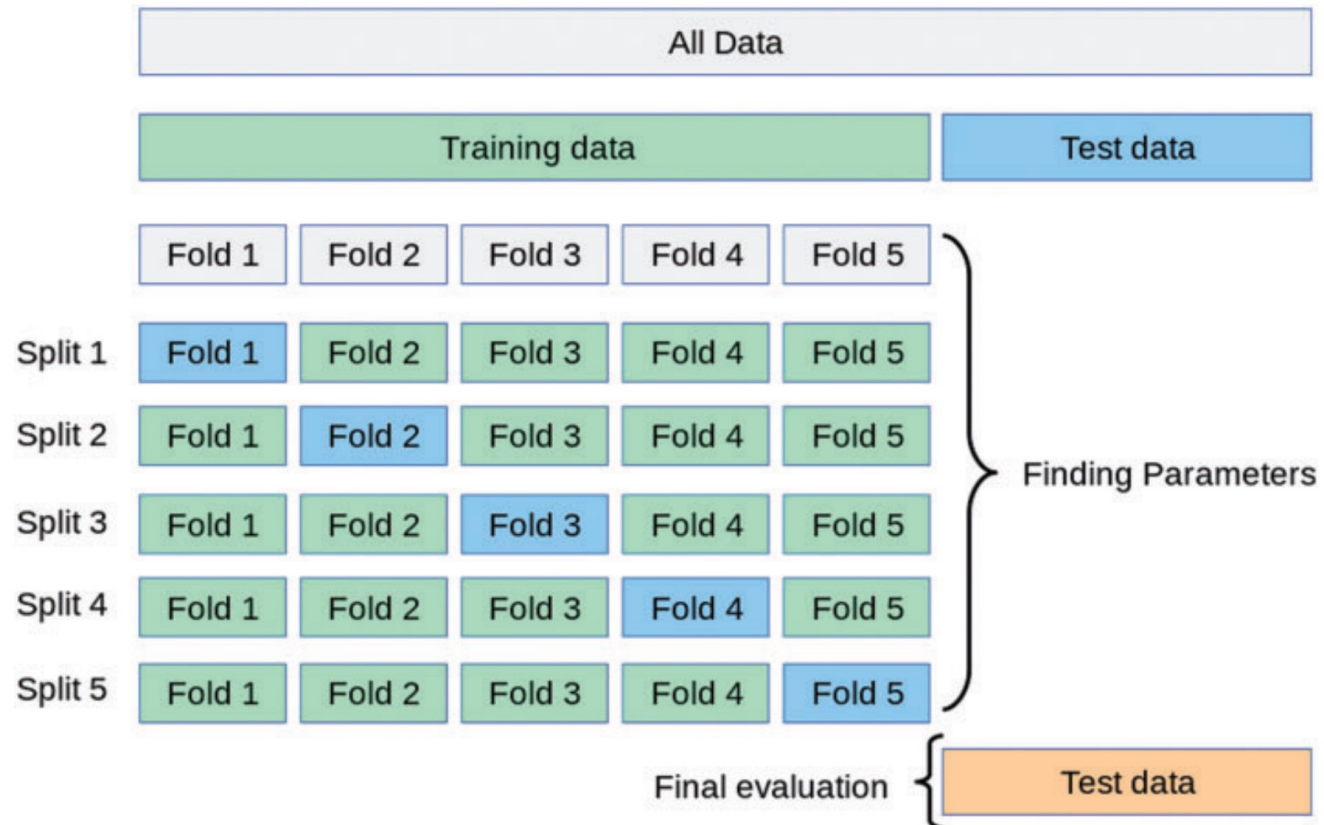 All Data
Training data Test data
Fold 1 Fold 2 Fold 3 Fold 4 Fold 5
Split 1 Fold 1 Fold 2 Fold 3 Fold 4 Fold 5
Split 2 Fold 1 Fold 2 Fold 3 Fold 4 Fold 5
Finding Parameters
Split 3 Fold 1 Fold 2 Fold 3 Fold 4 Fold 5
Split 4 Fold 1 Fold 2 Fold 3 Fold 4 Fold 5
Split 5 Fold 1 Fold 2 Fold 3 Fold 4 Fold 5
Final evaluation Test data